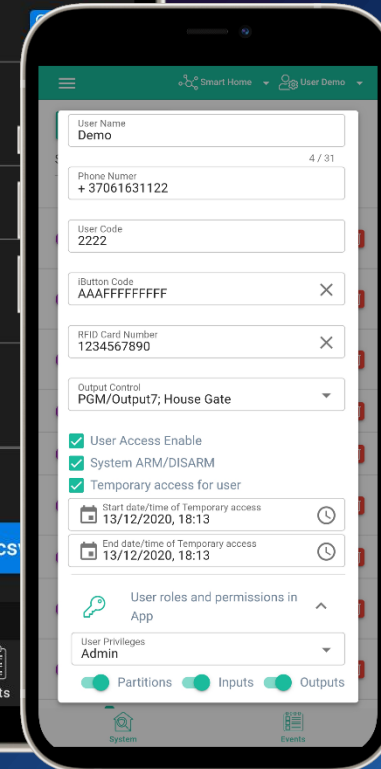 Smart Home User Demo
User Name
Demo
4 / 31
Phone Numer
+ 37061631122
User Code
2222
iButton Code
AAAFFFFFFFFF
RFID Card Number
1234567890
Output Control
PGM/Output7; House Gate
User Access Enable
System ARM/DISARM
Temporary access for user
Start date/time of Temporary access
13/12/2020, 18:13
End date/time of Temporary access
13/12/2020, 18:13
User roles and permissions in
App
User Privileges
Admin
Partitions Inputs Outputs
System Events